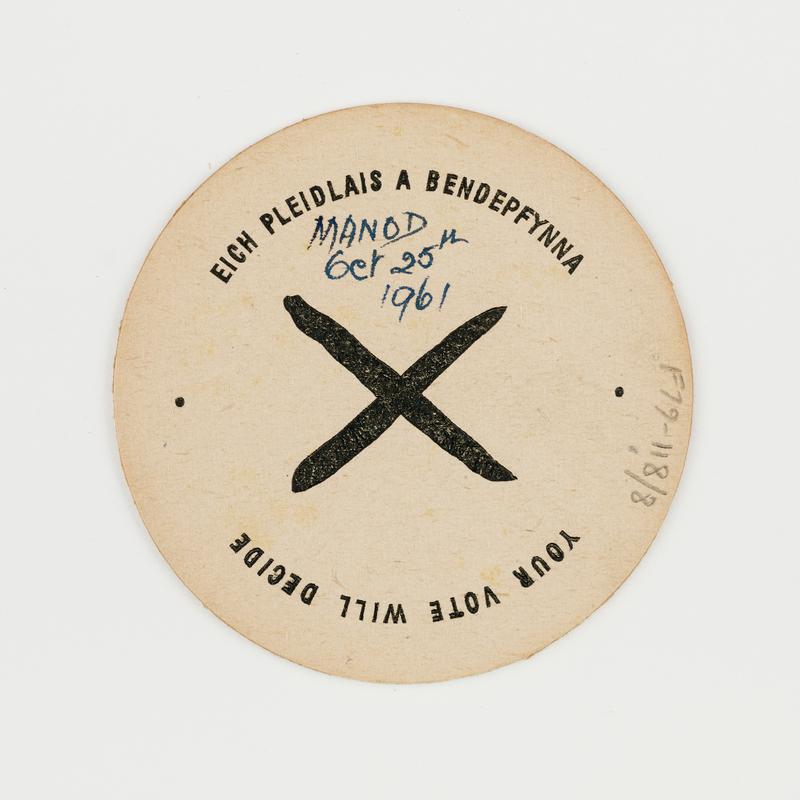 EICH PLEIDLAIS A BENDEPFYNNA
MANOD
Oct 25th
1961
YOUR VOTE WILL DECIDE
F79-118/8